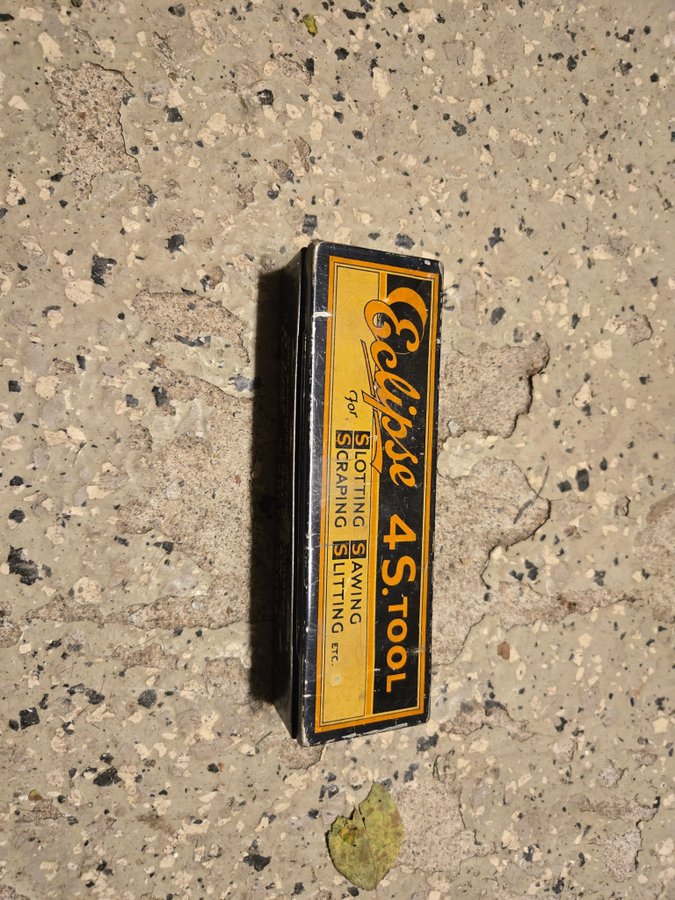 Eclipse 4S.TOOL
For SLOTTING SAWING
SCRAPING SLITTING ETC.